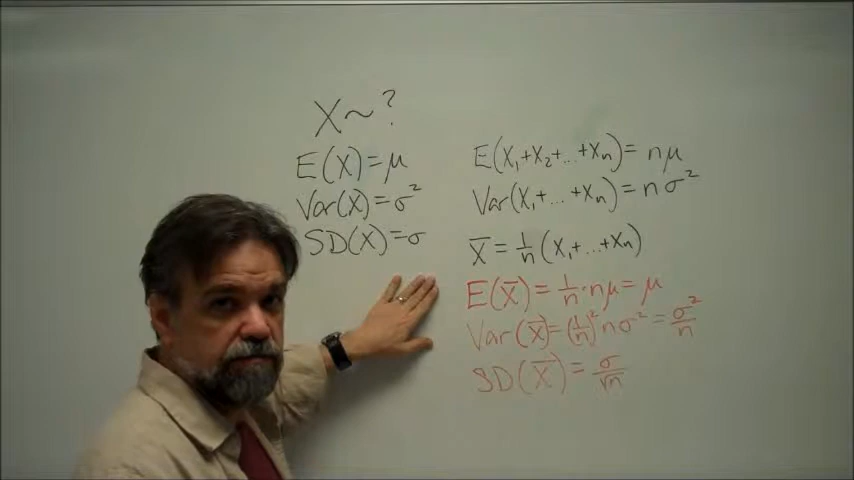 X ~ ?
E(X) = μ
Var(X) = σ²
SD(X) = σ
E(X₁+X₂+...+Xₙ) = nμ
Var(X₁+...+Xₙ) = nσ²
X̅ = 1/n (X₁+...+Xₙ)
E(X̅) = 1/n · nμ = μ
Var(X̅) = (1/n)² nσ² = σ²/n
SD(X̅) = σ/√n